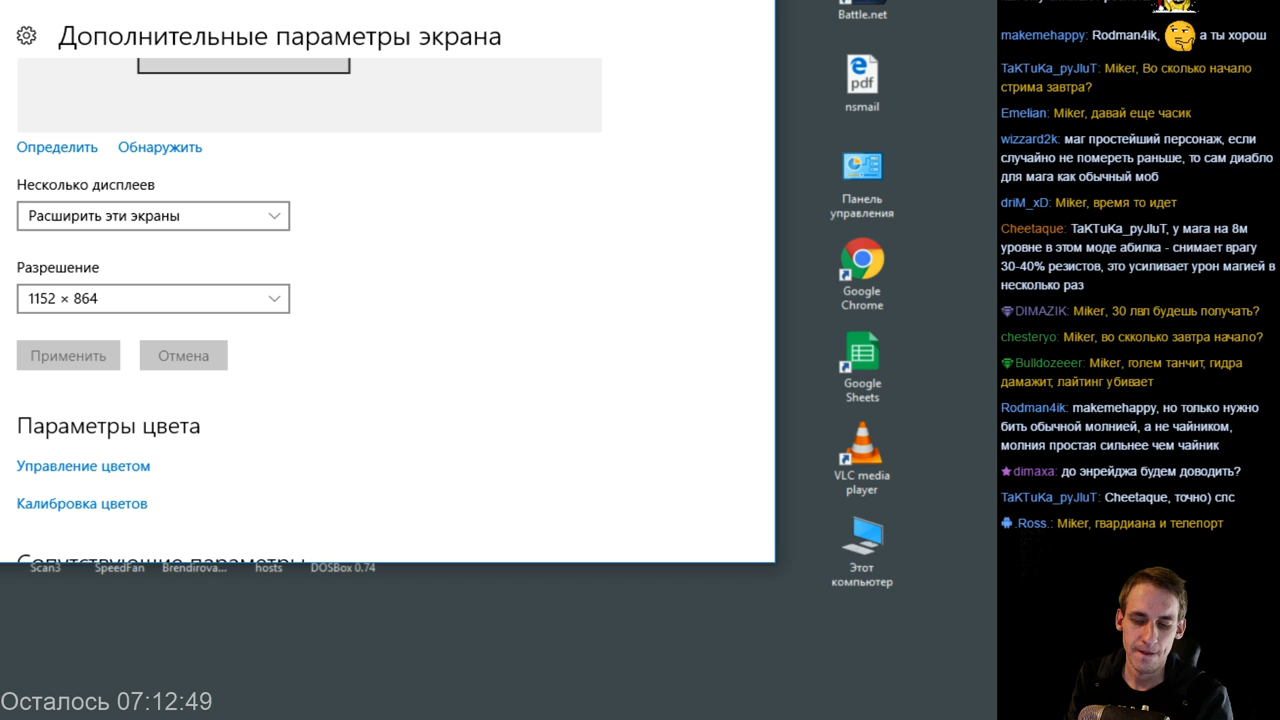 Дополнительные параметры экрана
Определить Обнаружить
Несколько дисплеев
Расширить эти экраны
Разрешение
1152 × 864
Применить Отмена
Параметры цвета
Управление цветом
Калибровка цветов
Сопутствующие параметры
Scan3 SpeedFan Brendirova... hosts DOSBox 0.74
Осталось 07:12:49
Battle.net
nsmail
Панель
управления
Google
Chrome
Google
Sheets
VLC media
player
Этот
компьютер
makemehappy: Rodman4ik, а ты хорош
TaKTuKa_pyJIuT: Miker, Во сколько начало
стрима завтра?
Emelian: Miker, давай еще часик
wizzard2k: маг простейший персонаж, если
случайно не помереть раньше, то сам диабло
для мага как обычный моб
driM_xD: Miker, время то идет
Cheetaque: TaKTuKa_pyJIuT, у мага на 8м
уровне в этом моде абилка - снимает врагу
30-40% резистов, это усиливает урон магией в
несколько раз
DIMAZIK: Miker, 30 лвл будешь получать?
chesteryo: Miker, во скколько завтра начало?
Bulldozeeer: Miker, голем танчит, гидра
дамажит, лайтинг убивает
Rodman4ik: makemehappy, но только нужно
бить обычной молнией, а не чайником,
молния простая сильнее чем чайник
dimaxa: до энрейджа будем доводить?
TaKTuKa_pyJIuT: Cheetaque, точно) спс
.Ross.: Miker, гвардиана и телепорт